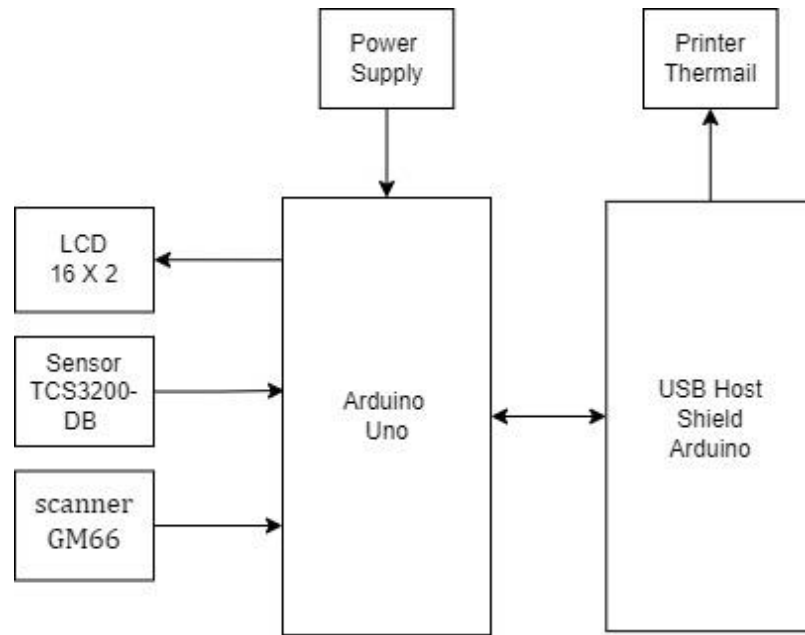 Power
Supply
Printer
Thermail
LCD
16 X 2
Sensor
TCS3200-
DB
scanner
GM66
Arduino
Uno
USB Host
Shield
Arduino